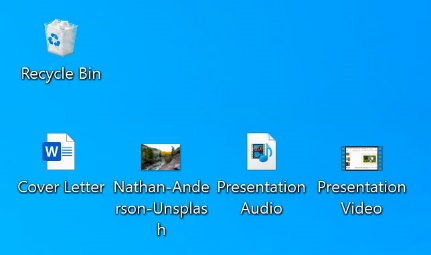 Recycle Bin
W
Cover Letter
Nathan-Ande
rson-Unsplas
h
Presentation
Audio
Presentation
Video